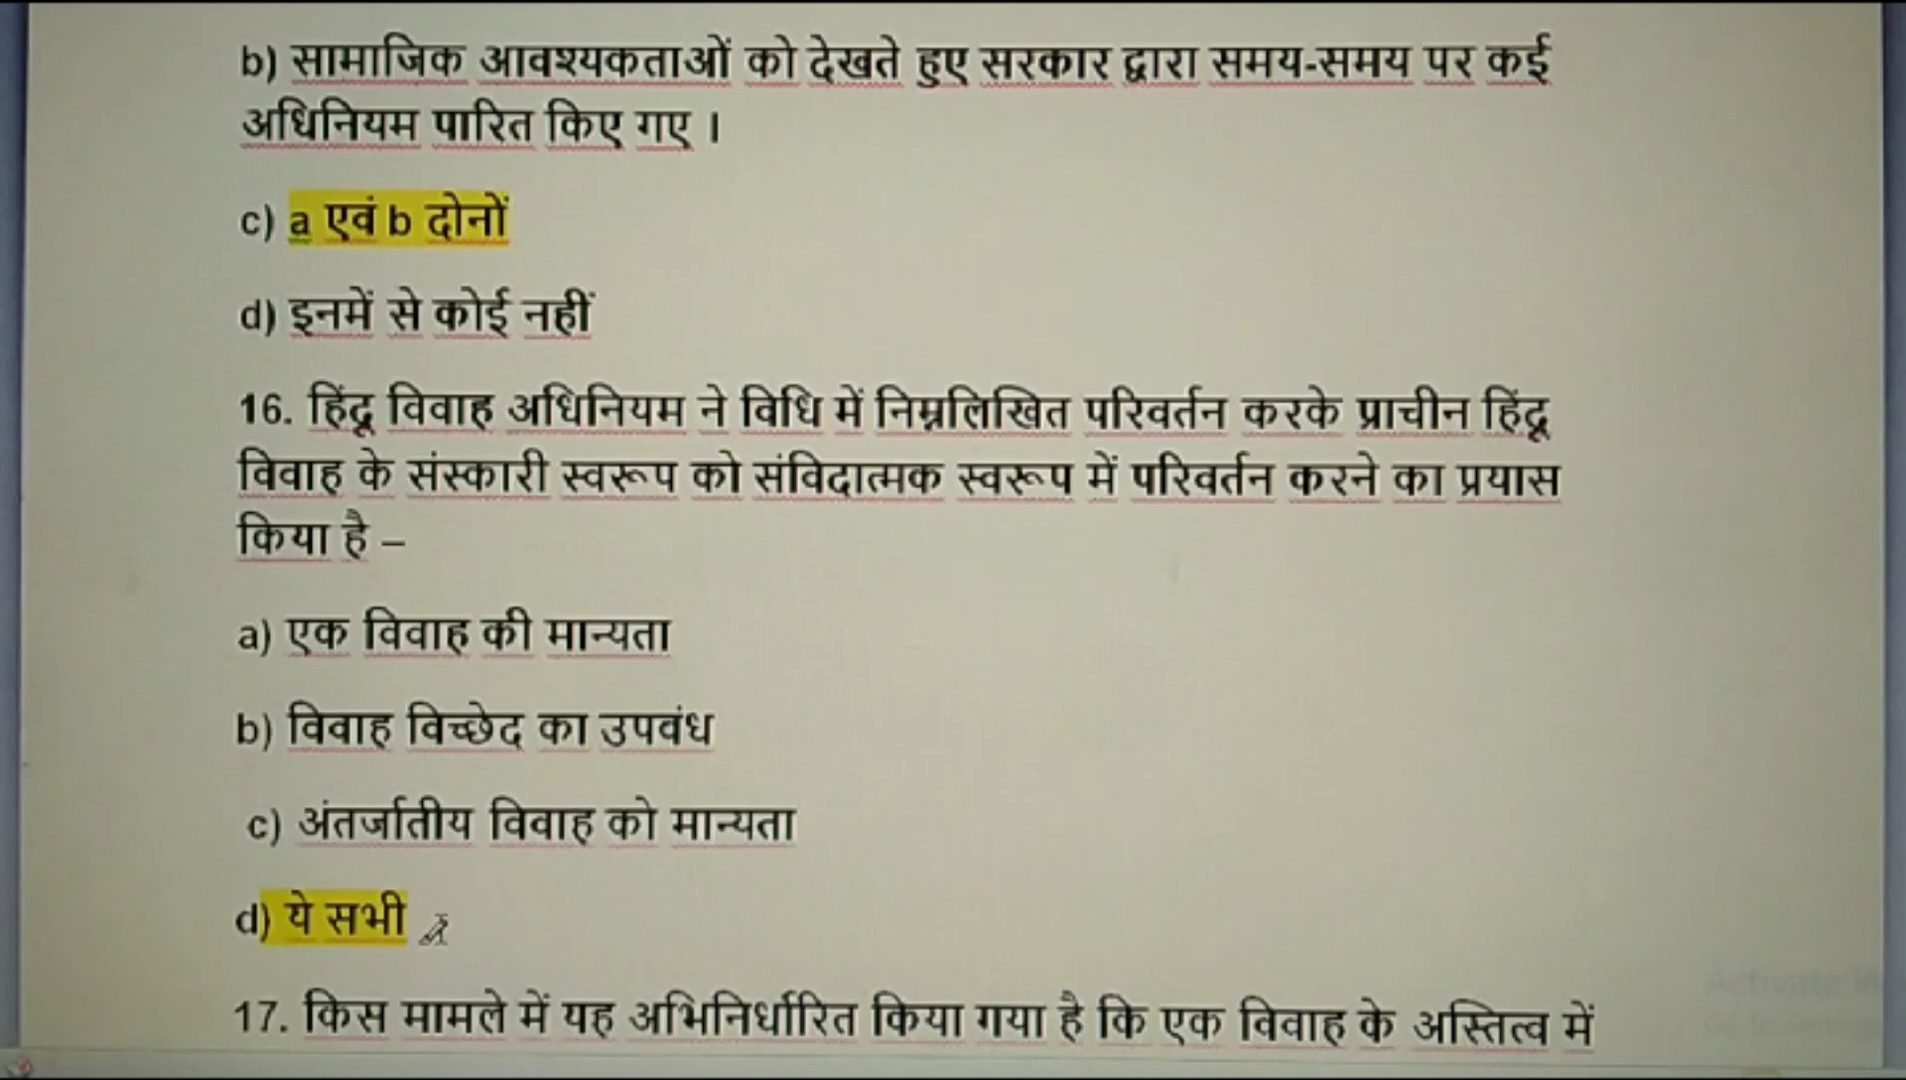 b) सामाजिक आवश्यकताओं को देखते हुए सरकार द्वारा समय-समय पर कई
अधिनियम पारित किए गए ।
c) a एवं b दोनों
d) इनमें से कोई नहीं
16. हिंदू विवाह अधिनियम ने विधि में निम्नलिखित परिवर्तन करके प्राचीन हिंदू
विवाह के संस्कारी स्वरूप को संविदात्मक स्वरूप में परिवर्तन करने का प्रयास
किया है –
a) एक विवाह की मान्यता
b) विवाह विच्छेद का उपवंध
c) अंतर्जातीय विवाह को मान्यता
d) ये सभी
17. किस मामले में यह अभिनिर्धारित किया गया है कि एक विवाह के अस्तित्व में
Activate